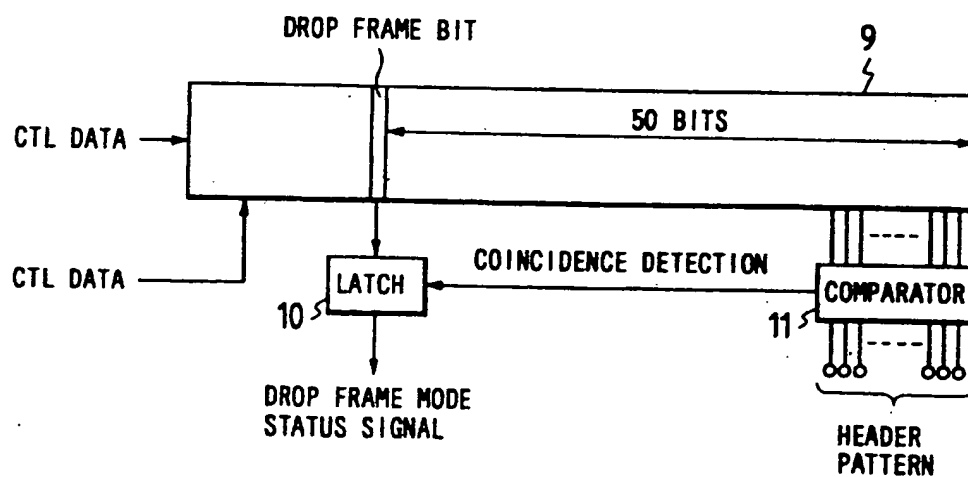 DROP FRAME BIT
9
CTL DATA
50 BITS
CTL DATA
LATCH
10
COINCIDENCE DETECTION
COMPARATOR
11
DROP FRAME MODE
STATUS SIGNAL
HEADER
PATTERN